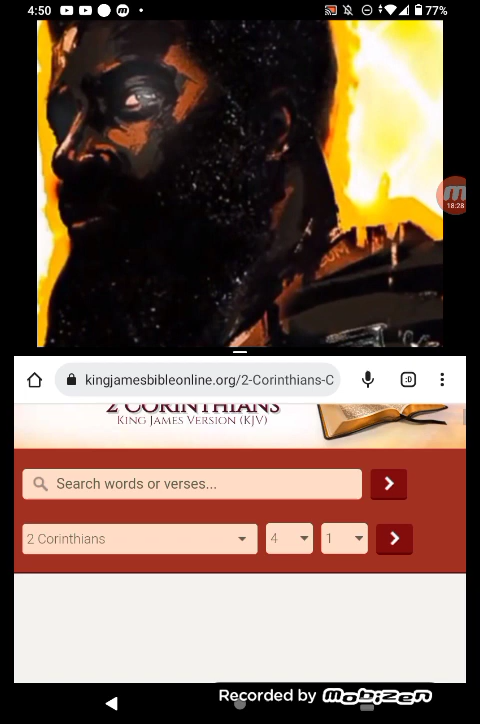 4:50
77%
18:28
kingjamesbibleonline.org/2-Corinthians-C
:D
2 CORINTHIANS
KING JAMES VERSION (KJV)
Search words or verses...
2 Corinthians
4
1
Recorded by Mobizen